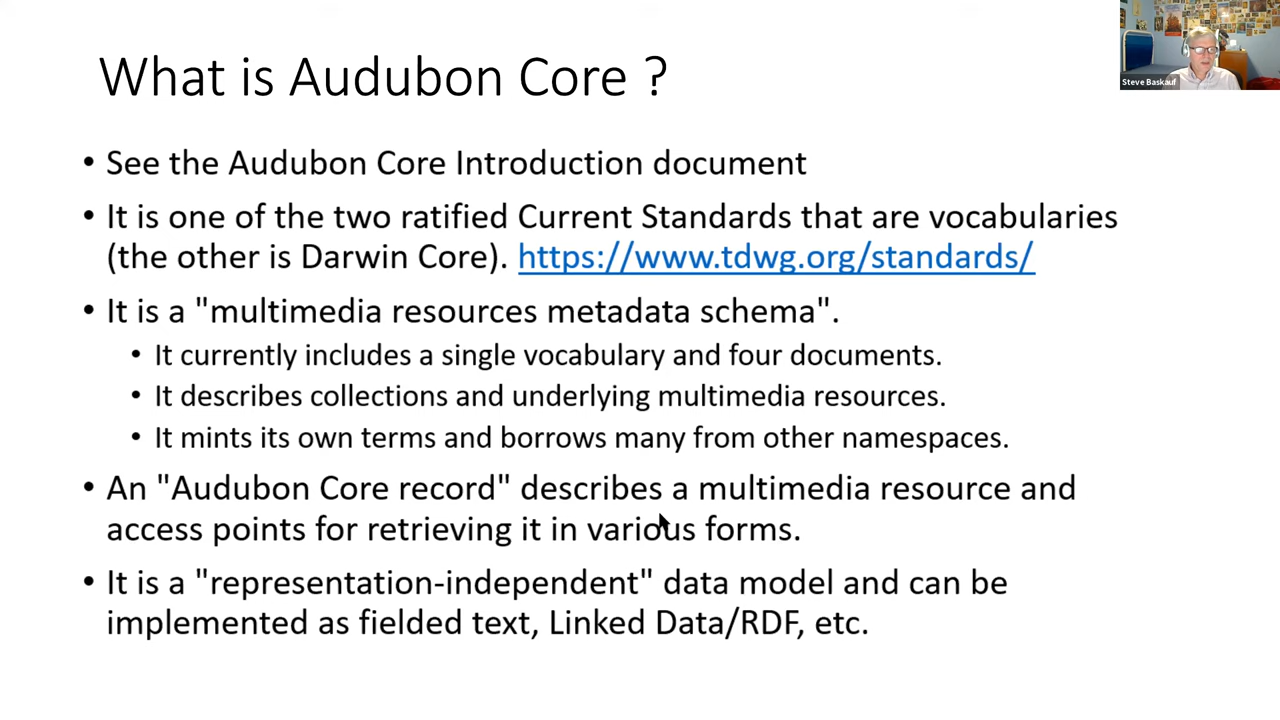 What is Audubon Core ?
Steve Baskauf
• See the Audubon Core Introduction document
• It is one of the two ratified Current Standards that are vocabularies
(the other is Darwin Core). https://www.tdwg.org/standards/
• It is a "multimedia resources metadata schema".
• It currently includes a single vocabulary and four documents.
• It describes collections and underlying multimedia resources.
• It mints its own terms and borrows many from other namespaces.
• An "Audubon Core record" describes a multimedia resource and
access points for retrieving it in various forms.
• It is a "representation-independent" data model and can be
implemented as fielded text, Linked Data/RDF, etc.